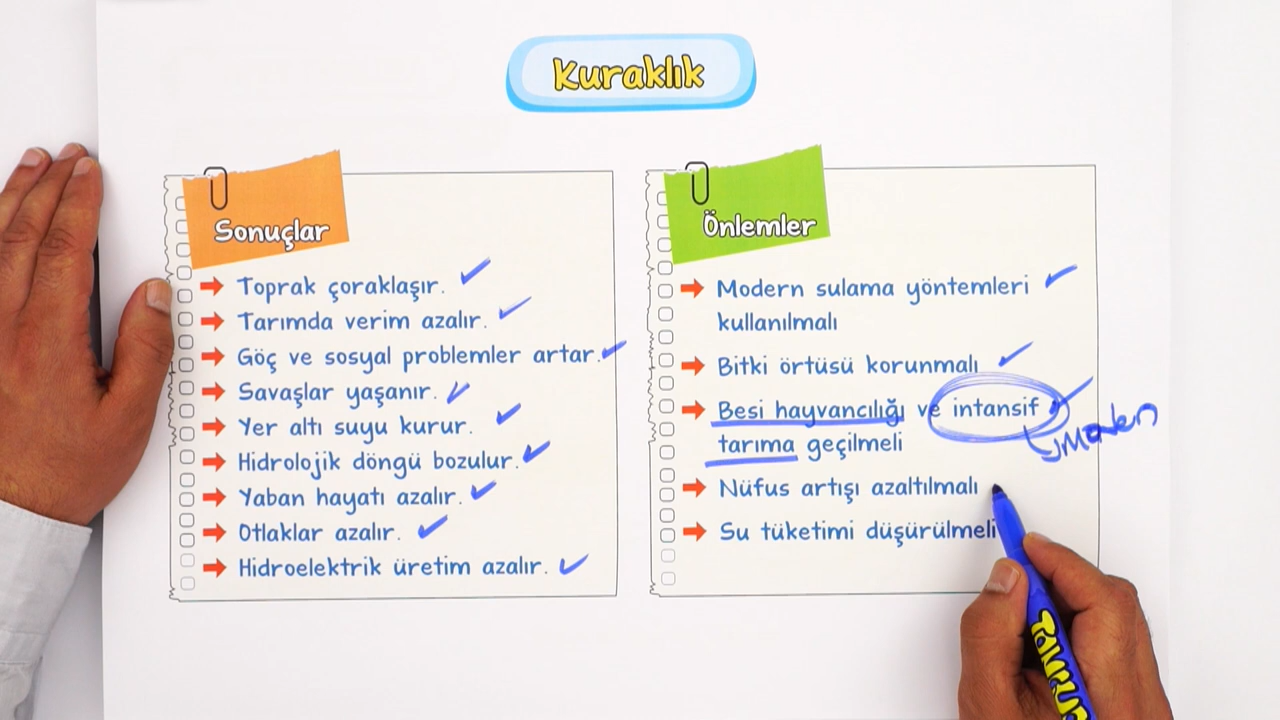 Kuraklık
Sonuçlar
Toprak çoraklaşır.
Tarımda verim azalır.
Göç ve sosyal problemler artar.
Savaşlar yaşanır.
Yer altı suyu kurur.
Hidrolojik döngü bozulur.
Yaban hayatı azalır.
Otlaklar azalır.
Hidroelektrik üretim azalır.
Önlemler
Modern sulama yöntemleri
kullanılmalı
Bitki örtüsü korunmalı
Besi hayvancılığı ve intansif
tarıma geçilmeli
Nüfus artışı azaltılmalı
Su tüketimi düşürülmeli